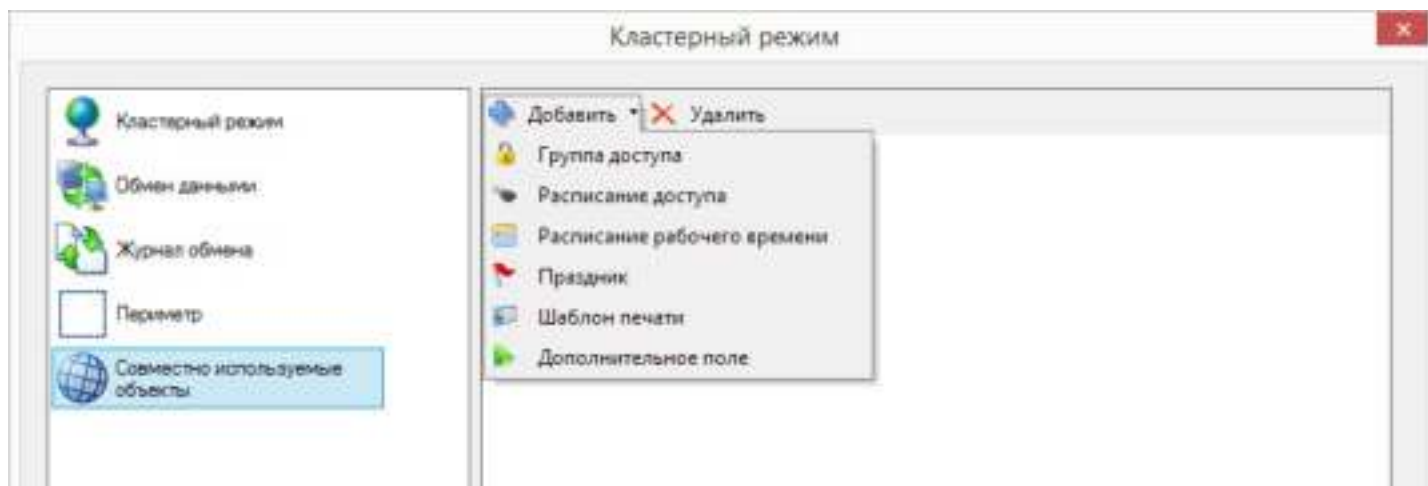 Кластерный режим
Кластерный режим
Обмен данными
Журнал обмена
Периметр
Совместно используемые
объекты
Добавить Удалить
Группа доступа
Расписание доступа
Расписание рабочего времени
Праздник
Шаблон печати
Дополнительное поле